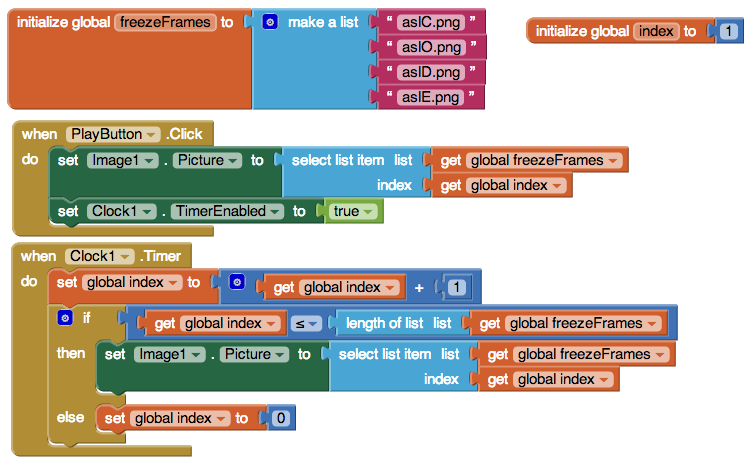 initialize global freezeFrames to make a list " aslC.png "
" aslO.png "
" aslD.png "
" aslE.png "
initialize global index to 1
when PlayButton .Click
do set Image1 . Picture to select list item list get global freezeFrames
index get global index
set Clock1 . TimerEnabled to true
when Clock1 .Timer
do set global index to get global index + 1
if get global index ≤ length of list list get global freezeFrames
then set Image1 . Picture to select list item list get global freezeFrames
index get global index
else set global index to 0